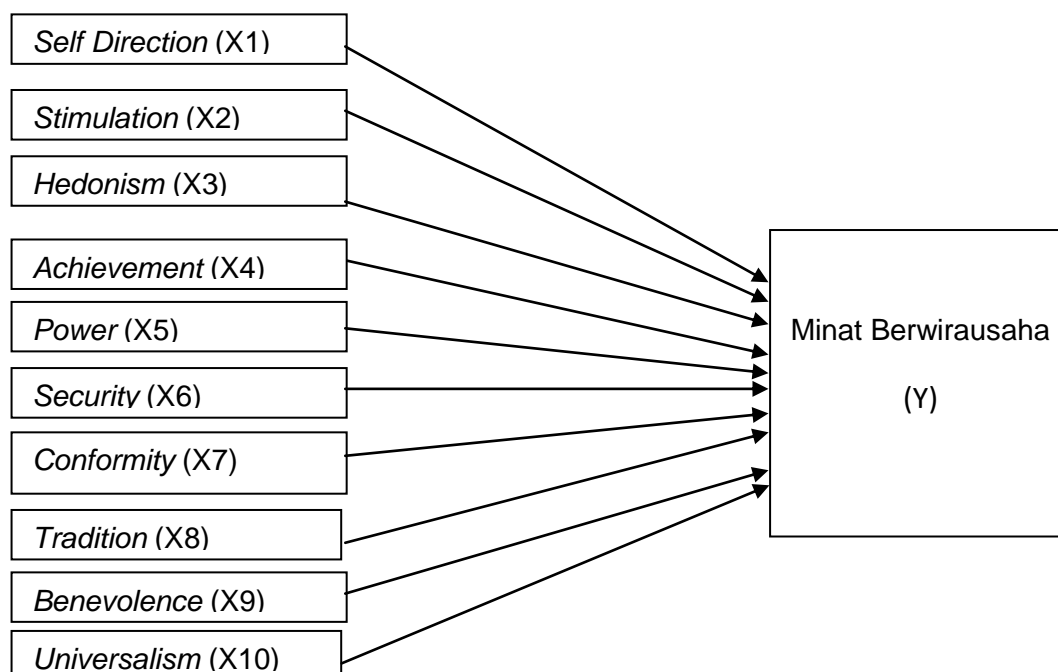 Self Direction (X1)
Stimulation (X2)
Hedonism (X3)
Achievement (X4)
Power (X5)
Security (X6)
Conformity (X7)
Tradition (X8)
Benevolence (X9)
Universalism (X10)
Minat Berwirausaha
(Y)